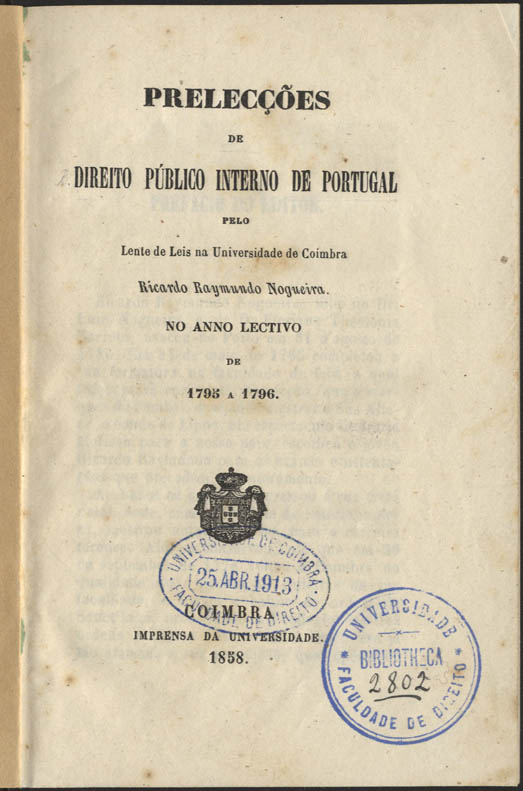 PRELECÇÕES
DE
DIREITO PÚBLICO INTERNO DE PORTUGAL
PELO
Lente de Leis na Universidade de Coimbra
Ricardo Raymundo Nogueira.
NO ANNO LECTIVO
DE
1795 A 1796.
UNIVERSIDADE DE COIMBRA
25.ABR.1913
FACULDADE DE DIREITO
COIMBRA
IMPRENSA DA UNIVERSIDADE.
1858.
UNIVERSIDADE
BIBLIOTHECA
2802
FACULDADE DE DIREITO